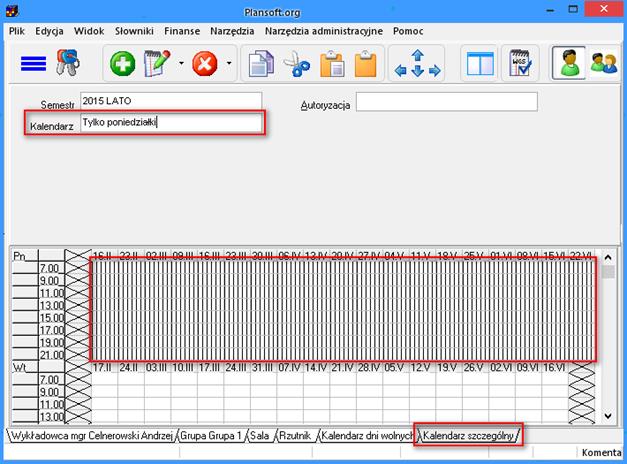 Plansoft.org
Plik Edycja Widok Słowniki Finanse Narzędzia Narzędzia administracyjne Pomoc
WGS
Semestr 2015 LATO Autoryzacja
Kalendarz Tylko poniedziałki
Pn 16.II 23.II 02.III 09.III 16.III 23.III 30.III 06.IV 13.IV 20.IV 27.IV 04.V 11.V 18.V 25.V 01.VI 08.VI 15.VI 22.VI
7.00
9.00
11.00
13.00
15.00
17.00
19.00
21.00
Wt 17.II 24.II 03.III 10.III 17.III 24.III 31.III 07.IV 14.IV 21.IV 28.IV 05.V 12.V 19.V 26.V 02.VI 09.VI 16.VI
7.00
9.00
11.00
13.00
Wykładowca mgr Celnerowski Andrzej Grupa Grupa 1 Sala Rzutnik Kalendarz dni wolnych Kalendarz szczególny
Komenta